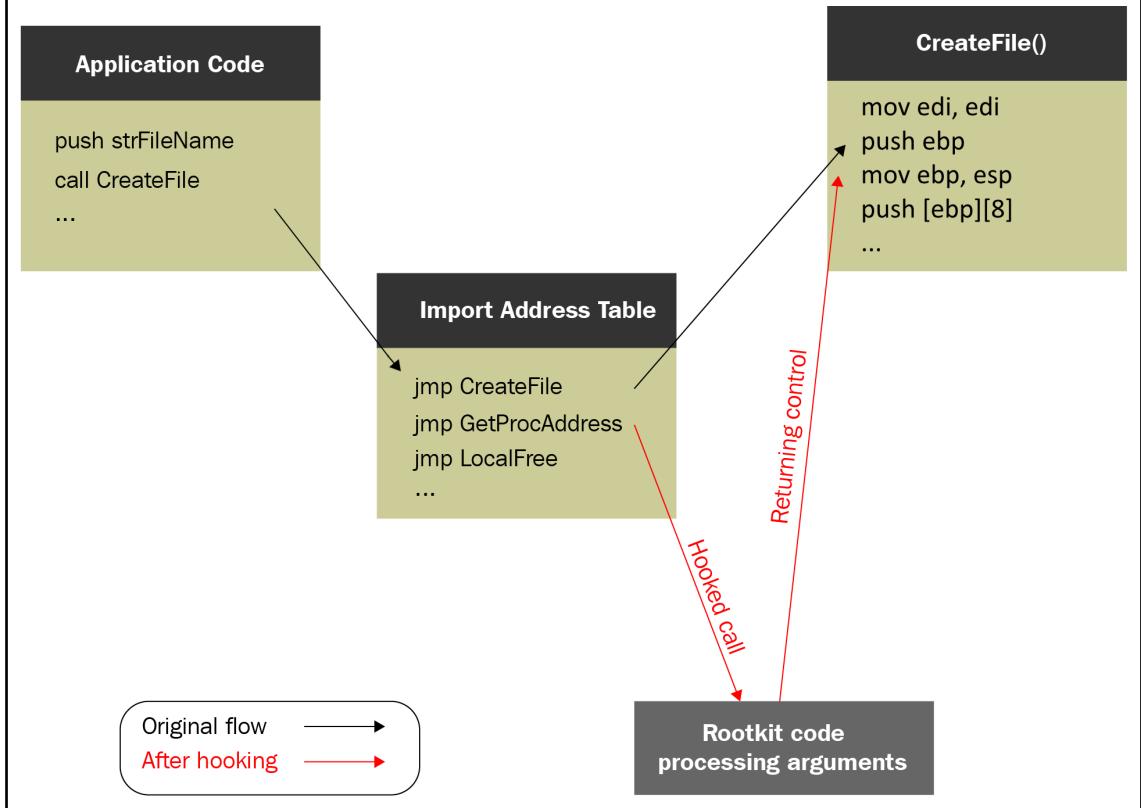 Application Code
push strFileName
call CreateFile
...
CreateFile()
mov edi, edi
push ebp
mov ebp, esp
push [ebp][8]
...
Import Address Table
jmp CreateFile
jmp GetProcAddress
jmp LocalFree
...
Hooked call
Returning control
Rootkit code
processing arguments
Original flow
After hooking